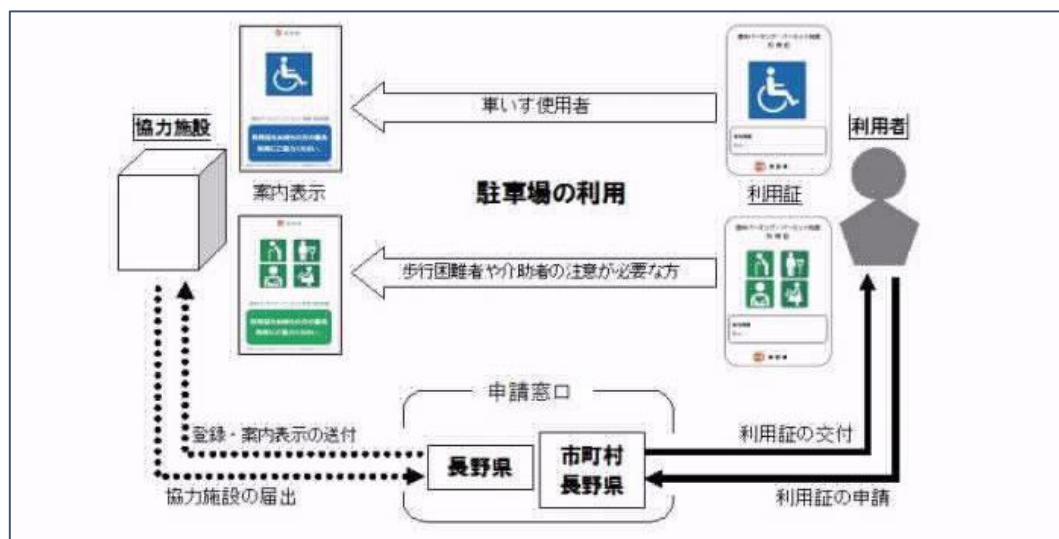 協力施設
案内表示
車いす使用者
駐車場の利用
利用証
利用者
歩行困難者や介助者の注意が必要な方
申請窓口
登録・案内表示の送付
長野県
市町村
長野県
利用証の交付
協力施設の届出
利用証の申請